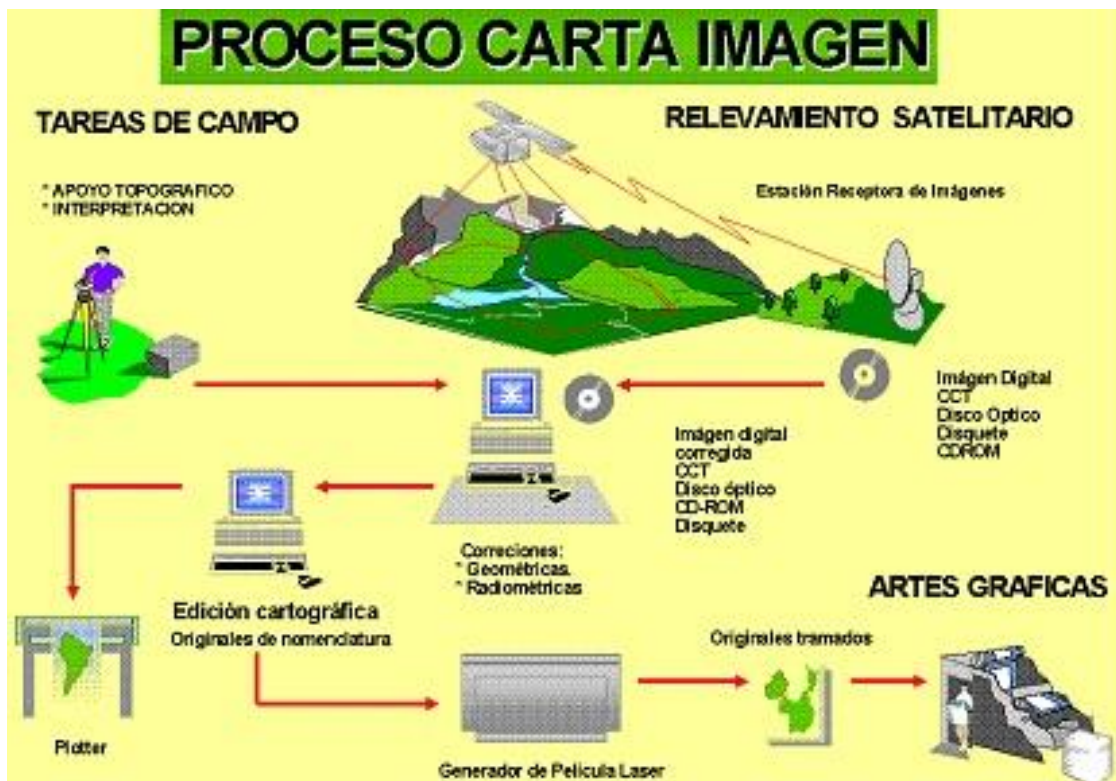 PROCESO CARTA IMAGEN
TAREAS DE CAMPO
* APOYO TOPOGRAFICO
* INTERPRETACION
RELEVAMIENTO SATELITARIO
Estación Receptora de Imágenes
Imágen Digital
CCT
Disco Optico
Disquete
CDROM
Imágen digital
corregida
CCT
Disco óptico
CD-ROM
Disquete
Correciones:
* Geométricas.
* Radiométricas
Edición cartográfica
Originales de nomenclatura
Plotter
Generador de Película Laser
Originales tramados
ARTES GRAFICAS